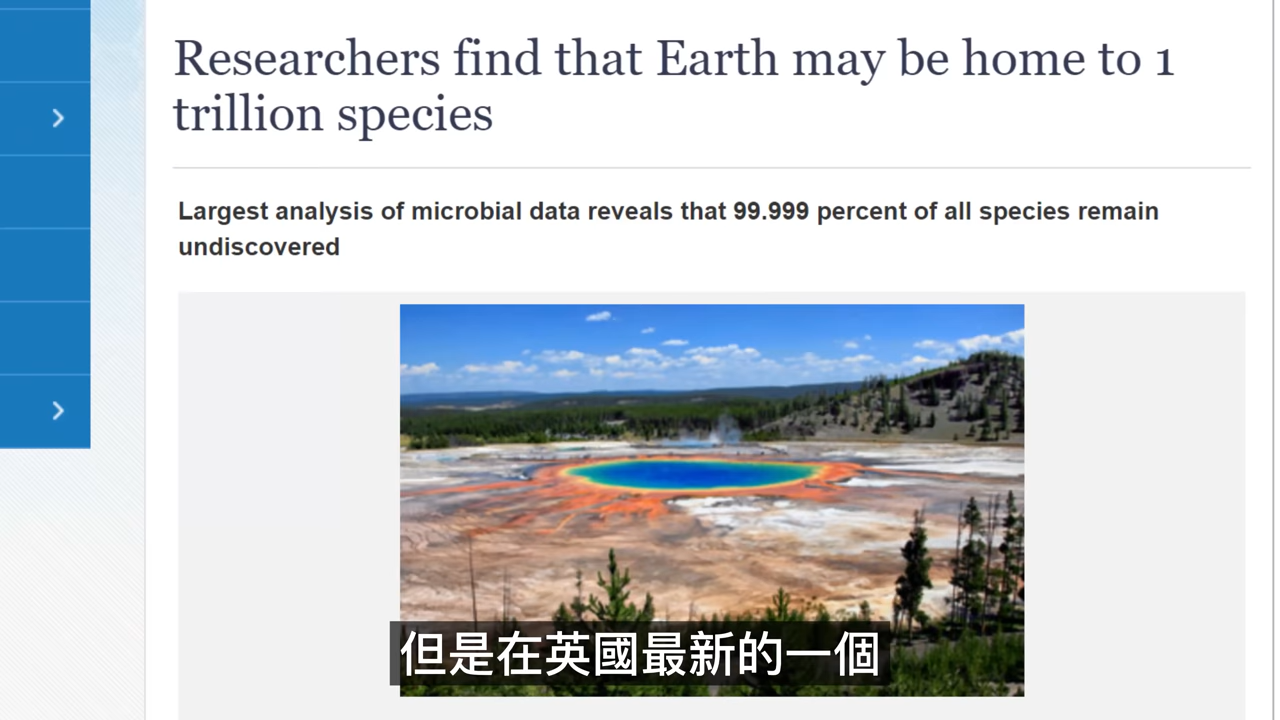 Researchers find that Earth may be home to 1
trillion species
Largest analysis of microbial data reveals that 99.999 percent of all species remain
undiscovered
但是在英國最新的一個